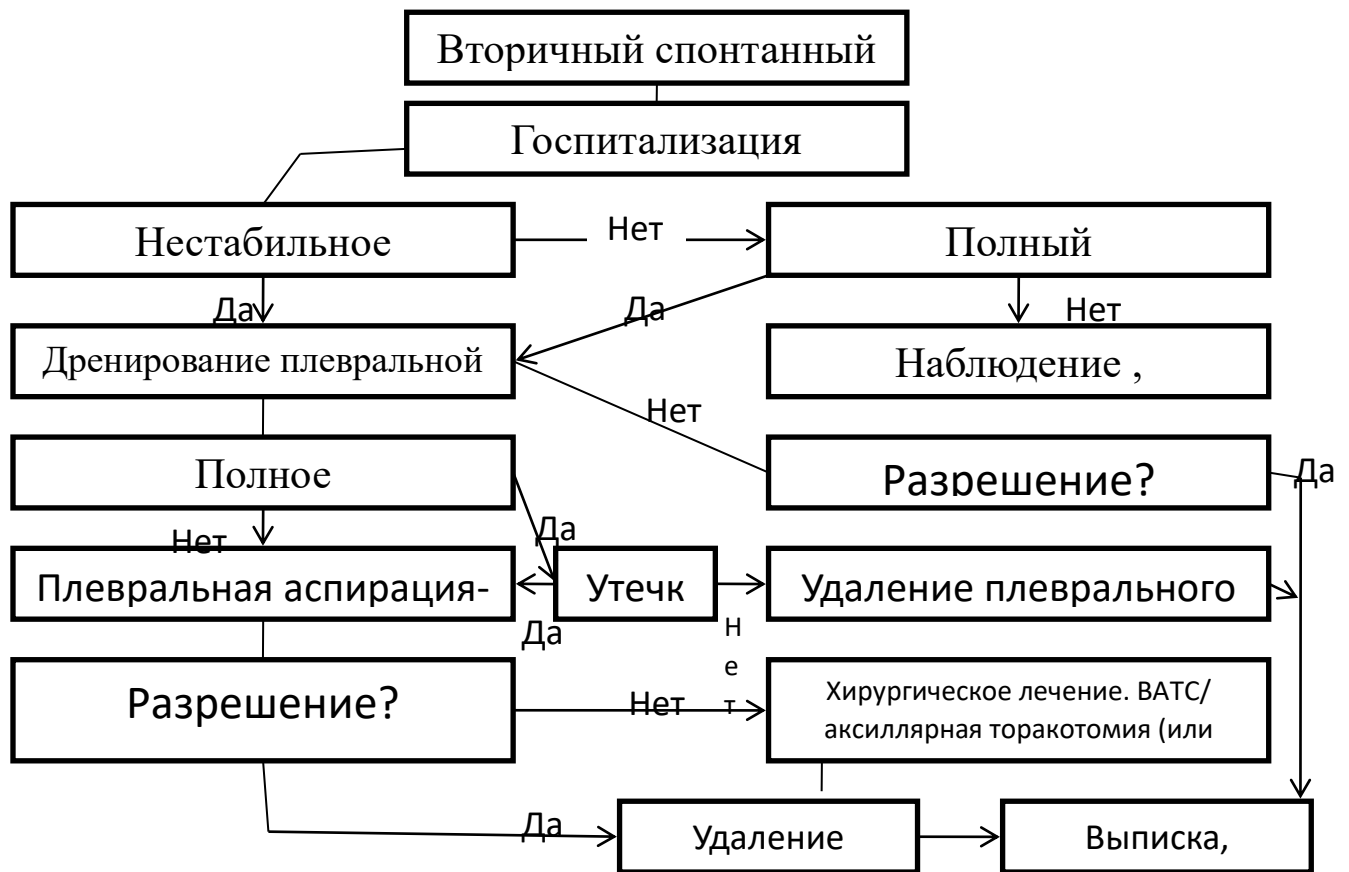 Вторичный спонтанный
Госпитализация
Нестабильное
Нет
Полный
Да
Да
Нет
Дренирование плевральной
Наблюдение ,
Нет
Полное
Разрешение?
Да
Нет
Да
Плевральная аспирация-
Утечк
Удаление плеврального
Да
Нет
Разрешение?
Нет
Хирургическое лечение. ВАТС/
аксиллярная торакотомия (или
Да
Удаление
Выписка,